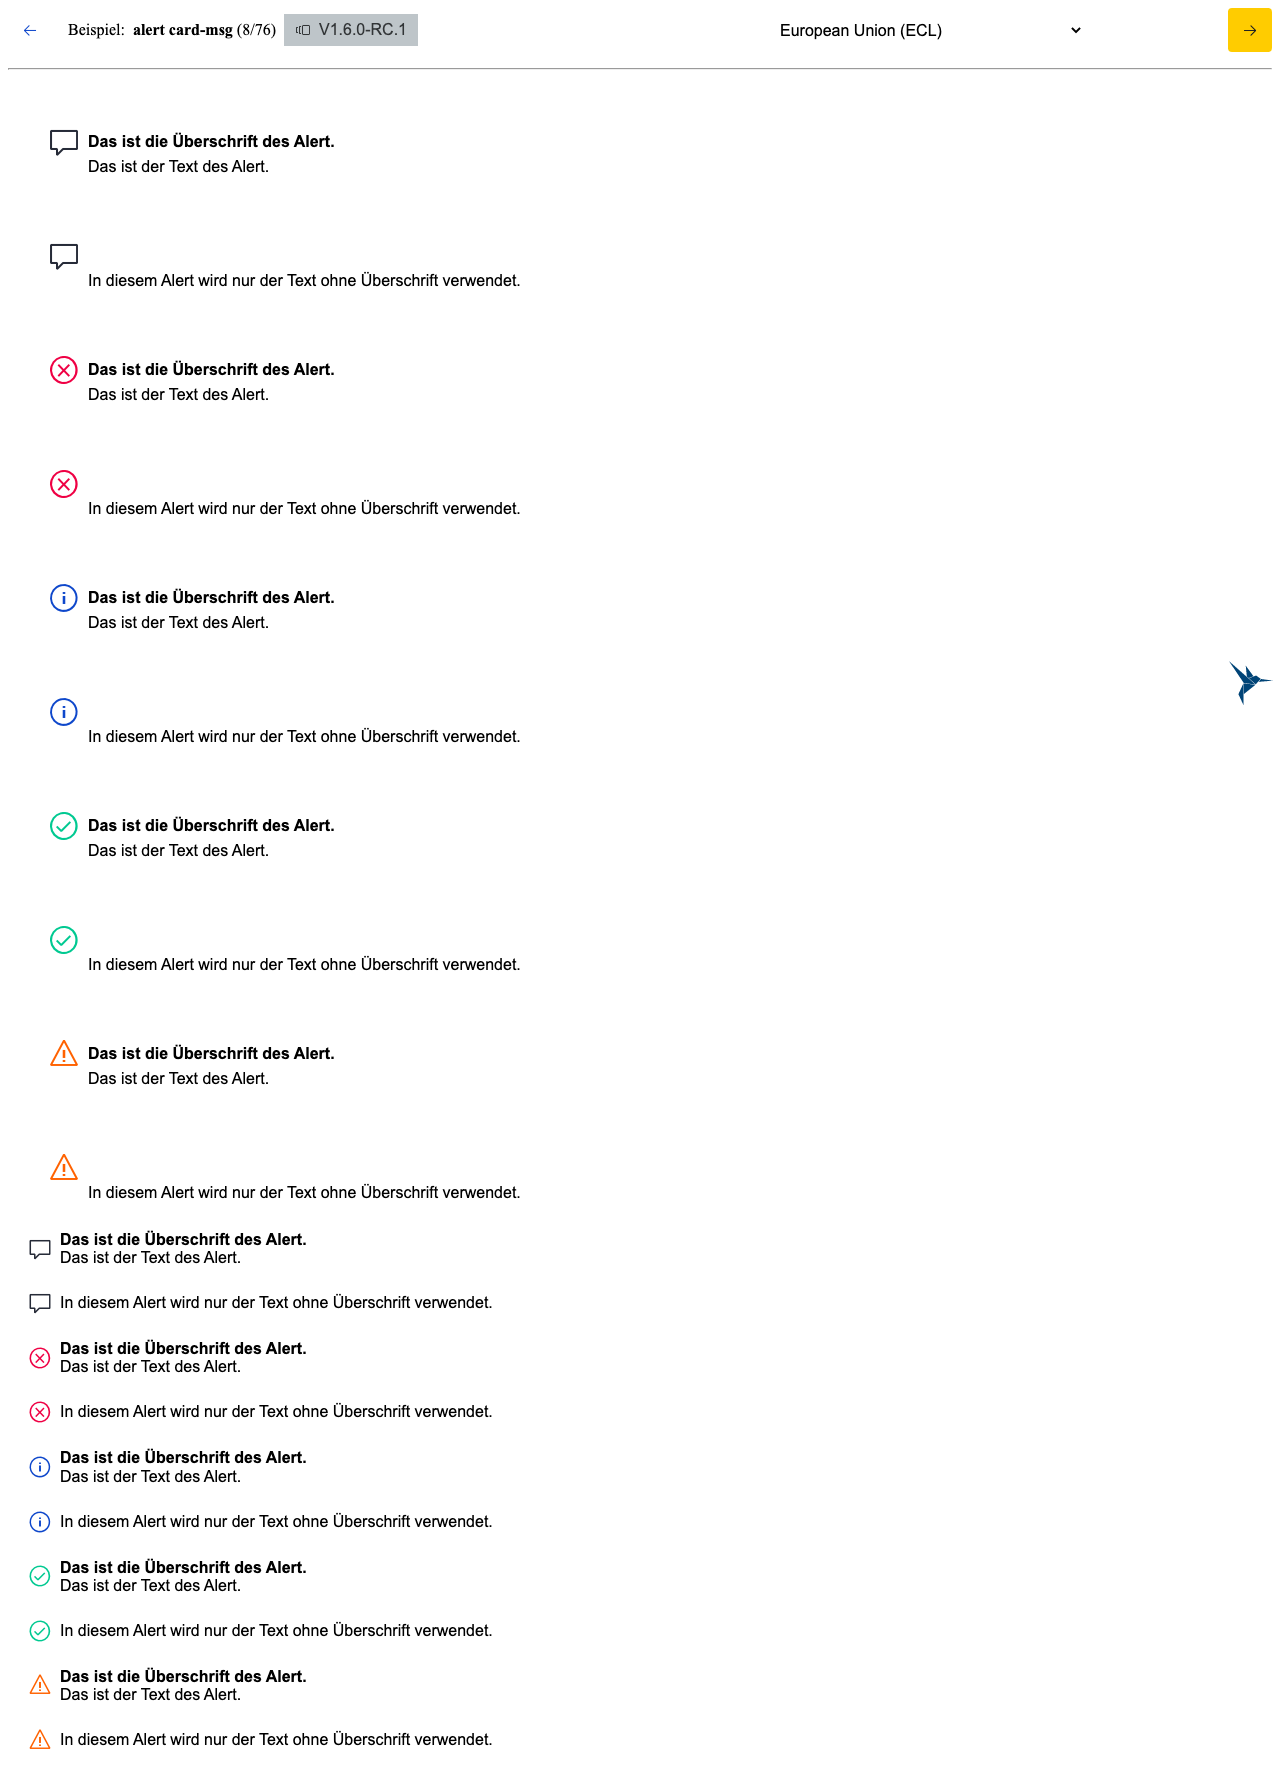 Beispiel: alert card-msg (8/76) V1.6.0-RC.1 European Union (ECL)
Das ist die Überschrift des Alert.
Das ist der Text des Alert.
In diesem Alert wird nur der Text ohne Überschrift verwendet.
Das ist die Überschrift des Alert.
Das ist der Text des Alert.
In diesem Alert wird nur der Text ohne Überschrift verwendet.
Das ist die Überschrift des Alert.
Das ist der Text des Alert.
In diesem Alert wird nur der Text ohne Überschrift verwendet.
Das ist die Überschrift des Alert.
Das ist der Text des Alert.
In diesem Alert wird nur der Text ohne Überschrift verwendet.
Das ist die Überschrift des Alert.
Das ist der Text des Alert.
In diesem Alert wird nur der Text ohne Überschrift verwendet.
Das ist die Überschrift des Alert.
Das ist der Text des Alert.
In diesem Alert wird nur der Text ohne Überschrift verwendet.
Das ist die Überschrift des Alert.
Das ist der Text des Alert.
In diesem Alert wird nur der Text ohne Überschrift verwendet.
Das ist die Überschrift des Alert.
Das ist der Text des Alert.
In diesem Alert wird nur der Text ohne Überschrift verwendet.
Das ist die Überschrift des Alert.
Das ist der Text des Alert.
In diesem Alert wird nur der Text ohne Überschrift verwendet.
Das ist die Überschrift des Alert.
Das ist der Text des Alert.
In diesem Alert wird nur der Text ohne Überschrift verwendet.